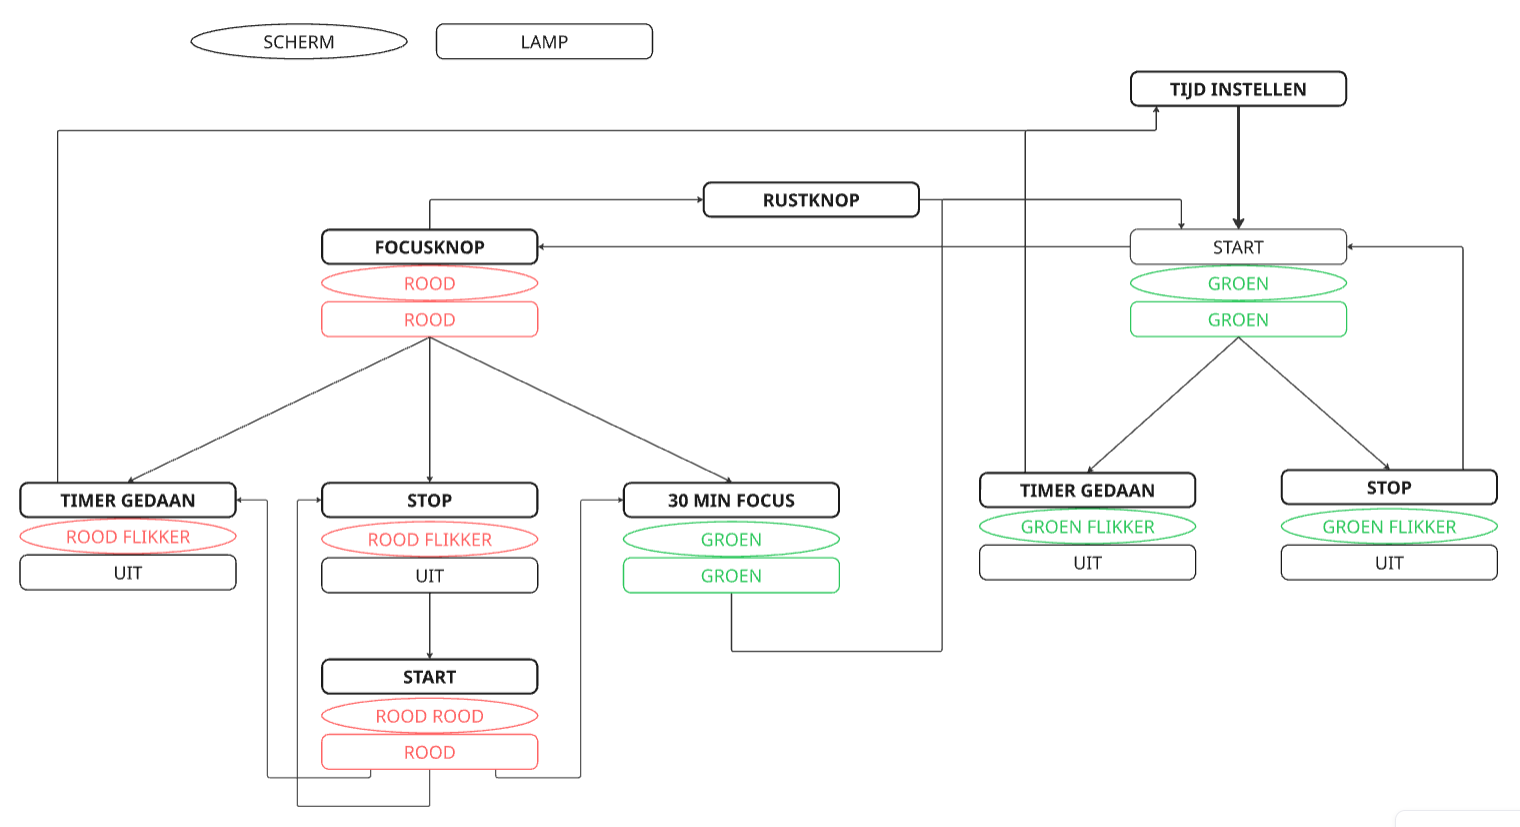 SCHERM
LAMP
TIJD INSTELLEN
RUSTKNOP
FOCUSKNOP
ROOD
ROOD
START
GROEN
GROEN
TIMER GEDAAN
ROOD FLIKKER
UIT
STOP
ROOD FLIKKER
UIT
30 MIN FOCUS
GROEN
GROEN
TIMER GEDAAN
GROEN FLIKKER
UIT
STOP
GROEN FLIKKER
UIT
START
ROOD ROOD
ROOD